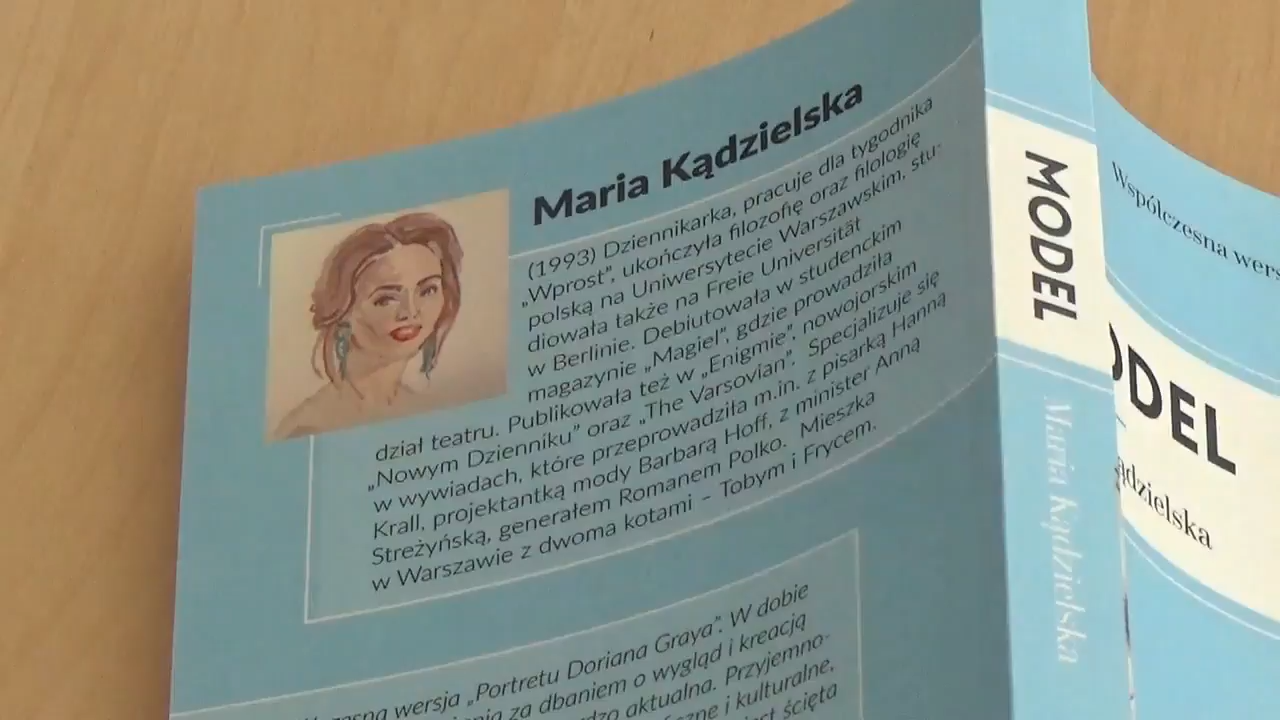 Maria Kądzielska
(1993) Dziennikarka, pracuje dla tygodnika
„Wprost”, ukończyła filozofię oraz filologię
polską na Uniwersytecie Warszawskim, stu-
diowała także na Freie Universität
w Berlinie. Debiutowała w studenckim
magazynie „Magiel”, gdzie prowadziła
dział teatru. Publikowała też w „Enigmie”, nowojorskim
„Nowym Dzienniku” oraz „The Varsovian”. Specjalizuje się
w wywiadach, które przeprowadziła m.in. z pisarką Hanną
Krall, projektantką mody Barbarą Hoff, z minister Anną
Streżyńską, generałem Romanem Polko. Mieszka
w Warszawie z dwoma kotami – Tobym i Frycem.
wersja „Portretu Doriana Graya”. W dobie
za dbaniem o wygląd i kreacją
aktualna. Przyjemno-
i kulturalne,
ścięta
MODEL
Maria Kądzielska
Współczesna wers
ODEL
ądzielska